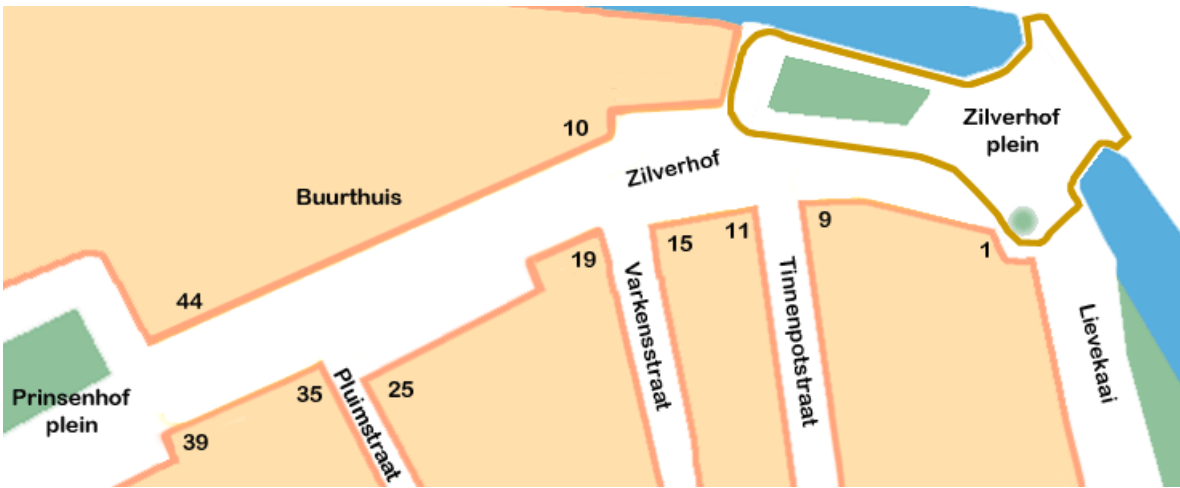 Zilverhof
plein
10
Zilverhof
Buurthuis
9
11
15
1
19
44
Varkensstraat
Tinnenpotstraat
Lievekaai
Prinsenhof
plein
35
Pluimstraat
25
39